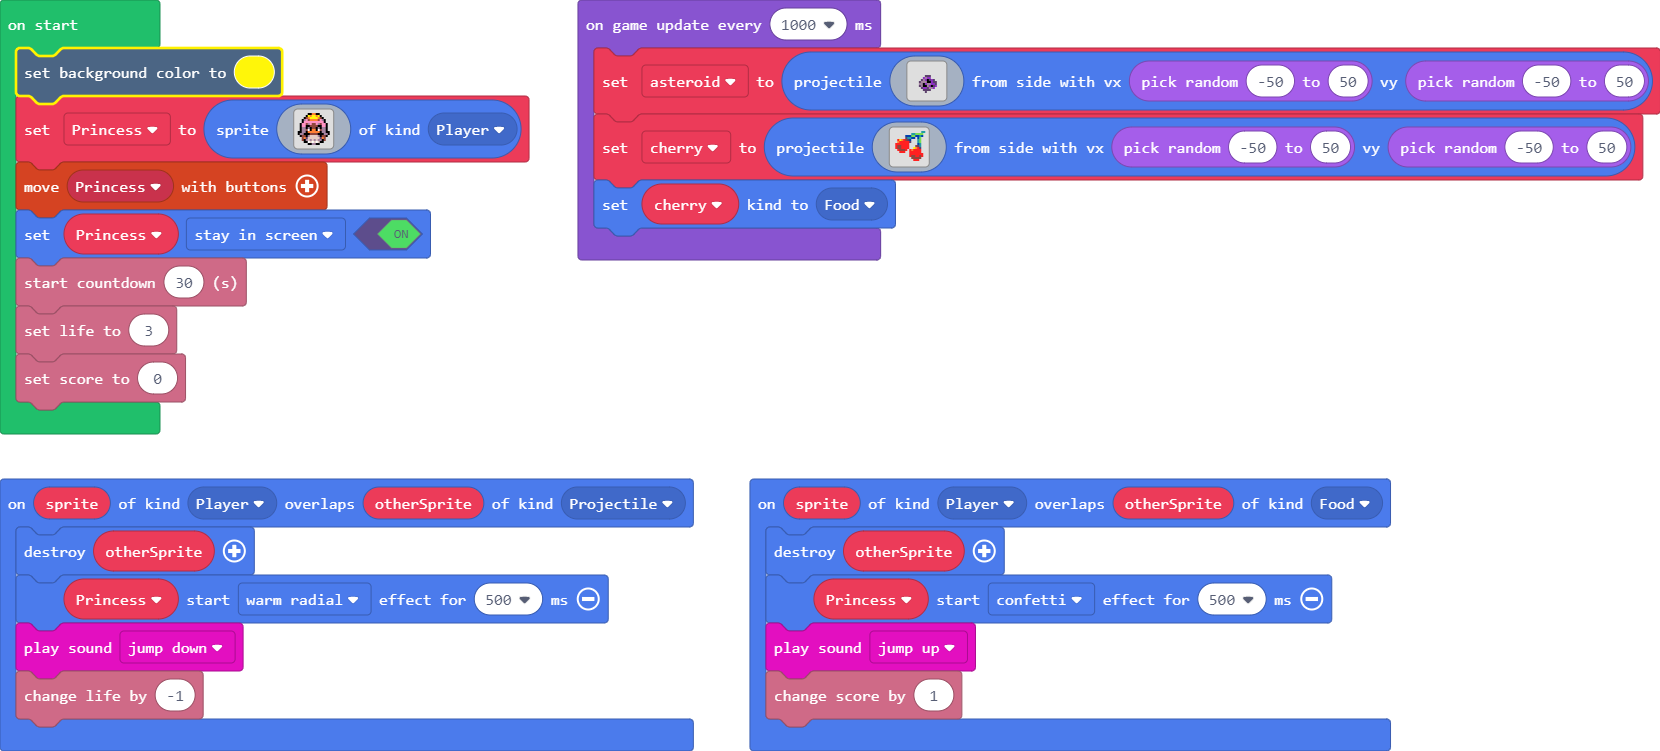 on start
set background color to
set Princess to sprite of kind Player
move Princess with buttons
set Princess stay in screen ON
start countdown 30 (s)
set life to 3
set score to 0
on game update every 1000 ms
set asteroid to projectile from side with vx pick random -50 to 50 vy pick random -50 to 50
set cherry to projectile from side with vx pick random -50 to 50 vy pick random -50 to 50
set cherry kind to Food
on sprite of kind Player overlaps otherSprite of kind Projectile
destroy otherSprite
Princess start warm radial effect for 500 ms
play sound jump down
change life by -1
on sprite of kind Player overlaps otherSprite of kind Food
destroy otherSprite
Princess start confetti effect for 500 ms
play sound jump up
change score by 1